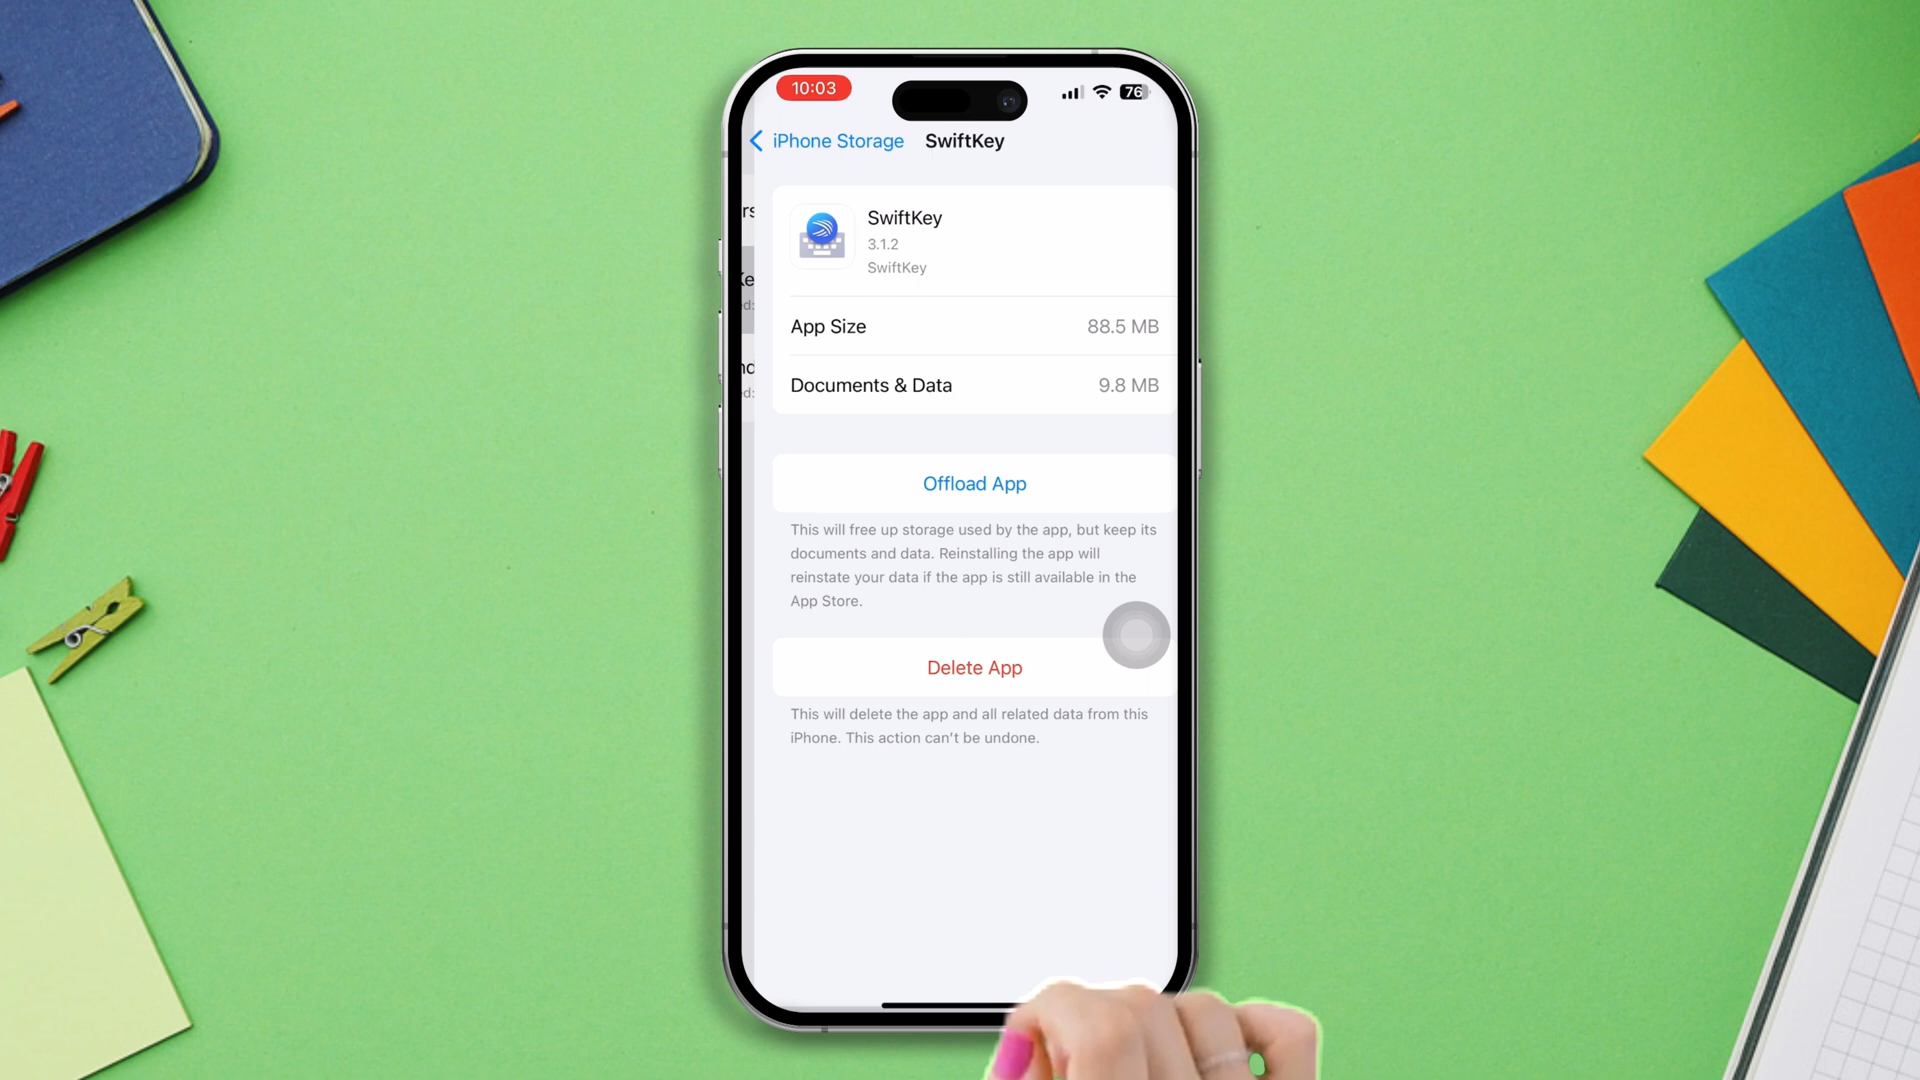 10:03
76
iPhone Storage
SwiftKey
SwiftKey
3.1.2
SwiftKey
App Size
88.5 MB
Documents & Data
9.8 MB
Offload App
This will free up storage used by the app, but keep its
documents and data. Reinstalling the app will
reinstate your data if the app is still available in the
App Store.
Delete App
This will delete the app and all related data from this
iPhone. This action can't be undone.